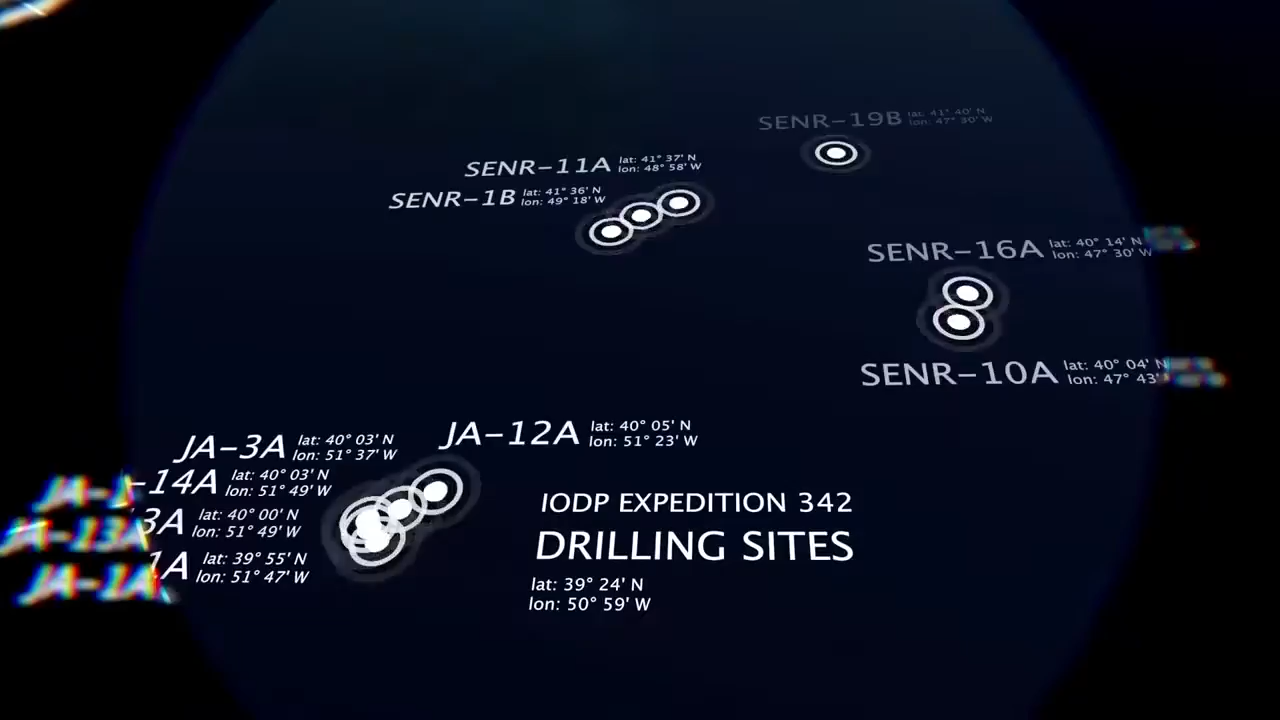 SENR-19B
lat: 41° 40' N
lon: 47° 30' W
SENR-11A
lat: 41° 37' N
lon: 48° 58' W
SENR-1B
lat: 41° 36' N
lon: 49° 18' W
SENR-16A
lat: 40° 14' N
lon: 47° 30' W
SENR-10A
lat: 40° 04' N
lon: 47° 43'
JA-12A
lat: 40° 05' N
lon: 51° 23' W
JA-3A
lat: 40° 03' N
lon: 51° 37' W
-14A
lat: 40° 03' N
lon: 51° 49' W
JA-13A
lat: 40° 00' N
lon: 51° 49' W
JA-1A
lat: 39° 55' N
lon: 51° 47' W
IODP EXPEDITION 342
DRILLING SITES
lat: 39° 24' N
lon: 50° 59' W